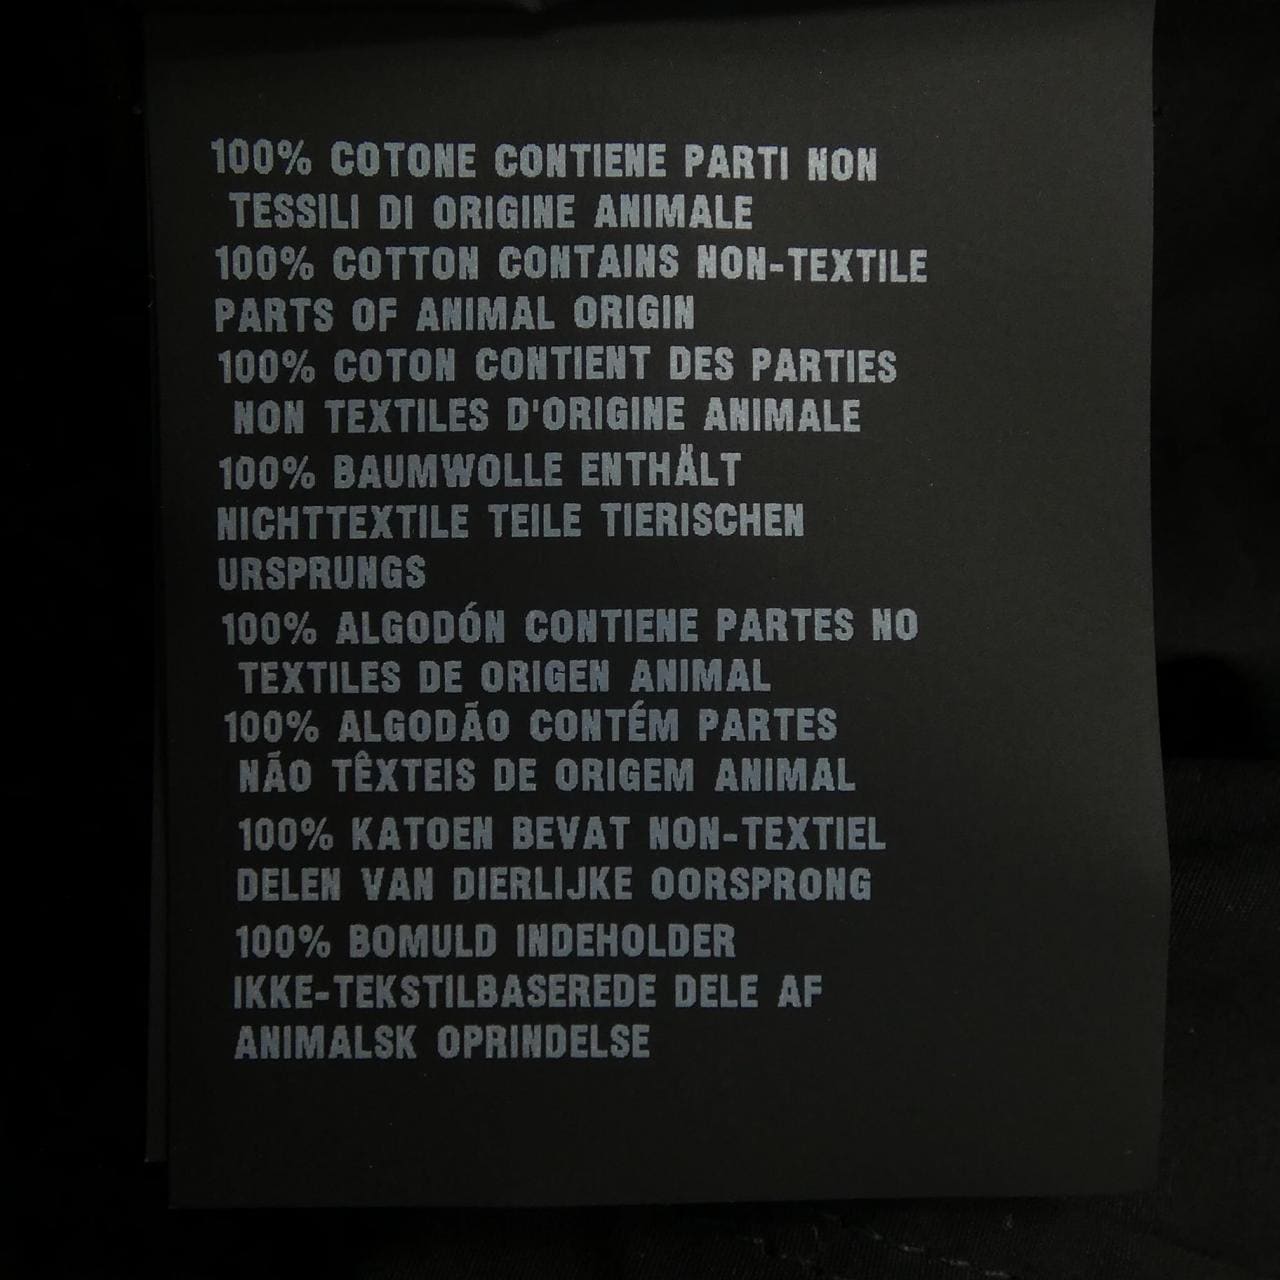 100% COTONE CONTIENE PARTI NON
TESSILI DI ORIGINE ANIMALE
100% COTTON CONTAINS NON-TEXTILE
PARTS OF ANIMAL ORIGIN
100% COTON CONTIENT DES PARTIES
NON TEXTILES D'ORIGINE ANIMALE
100% BAUMWOLLE ENTHÄLT
NICHTTEXTILE TEILE TIERISCHEN
URSPRUNGS
100% ALGODÓN CONTIENE PARTES NO
TEXTILES DE ORIGEN ANIMAL
100% ALGODÃO CONTÉM PARTES
NÃO TÊXTEIS DE ORIGEM ANIMAL
100% KATOEN BEVAT NON-TEXTIEL
DELEN VAN DIERLIJKE OORSPRONG
100% BOMULD INDEHOLDER
IKKE-TEKSTILBASEREDE DELE AF
ANIMALSK OPRINDELSE